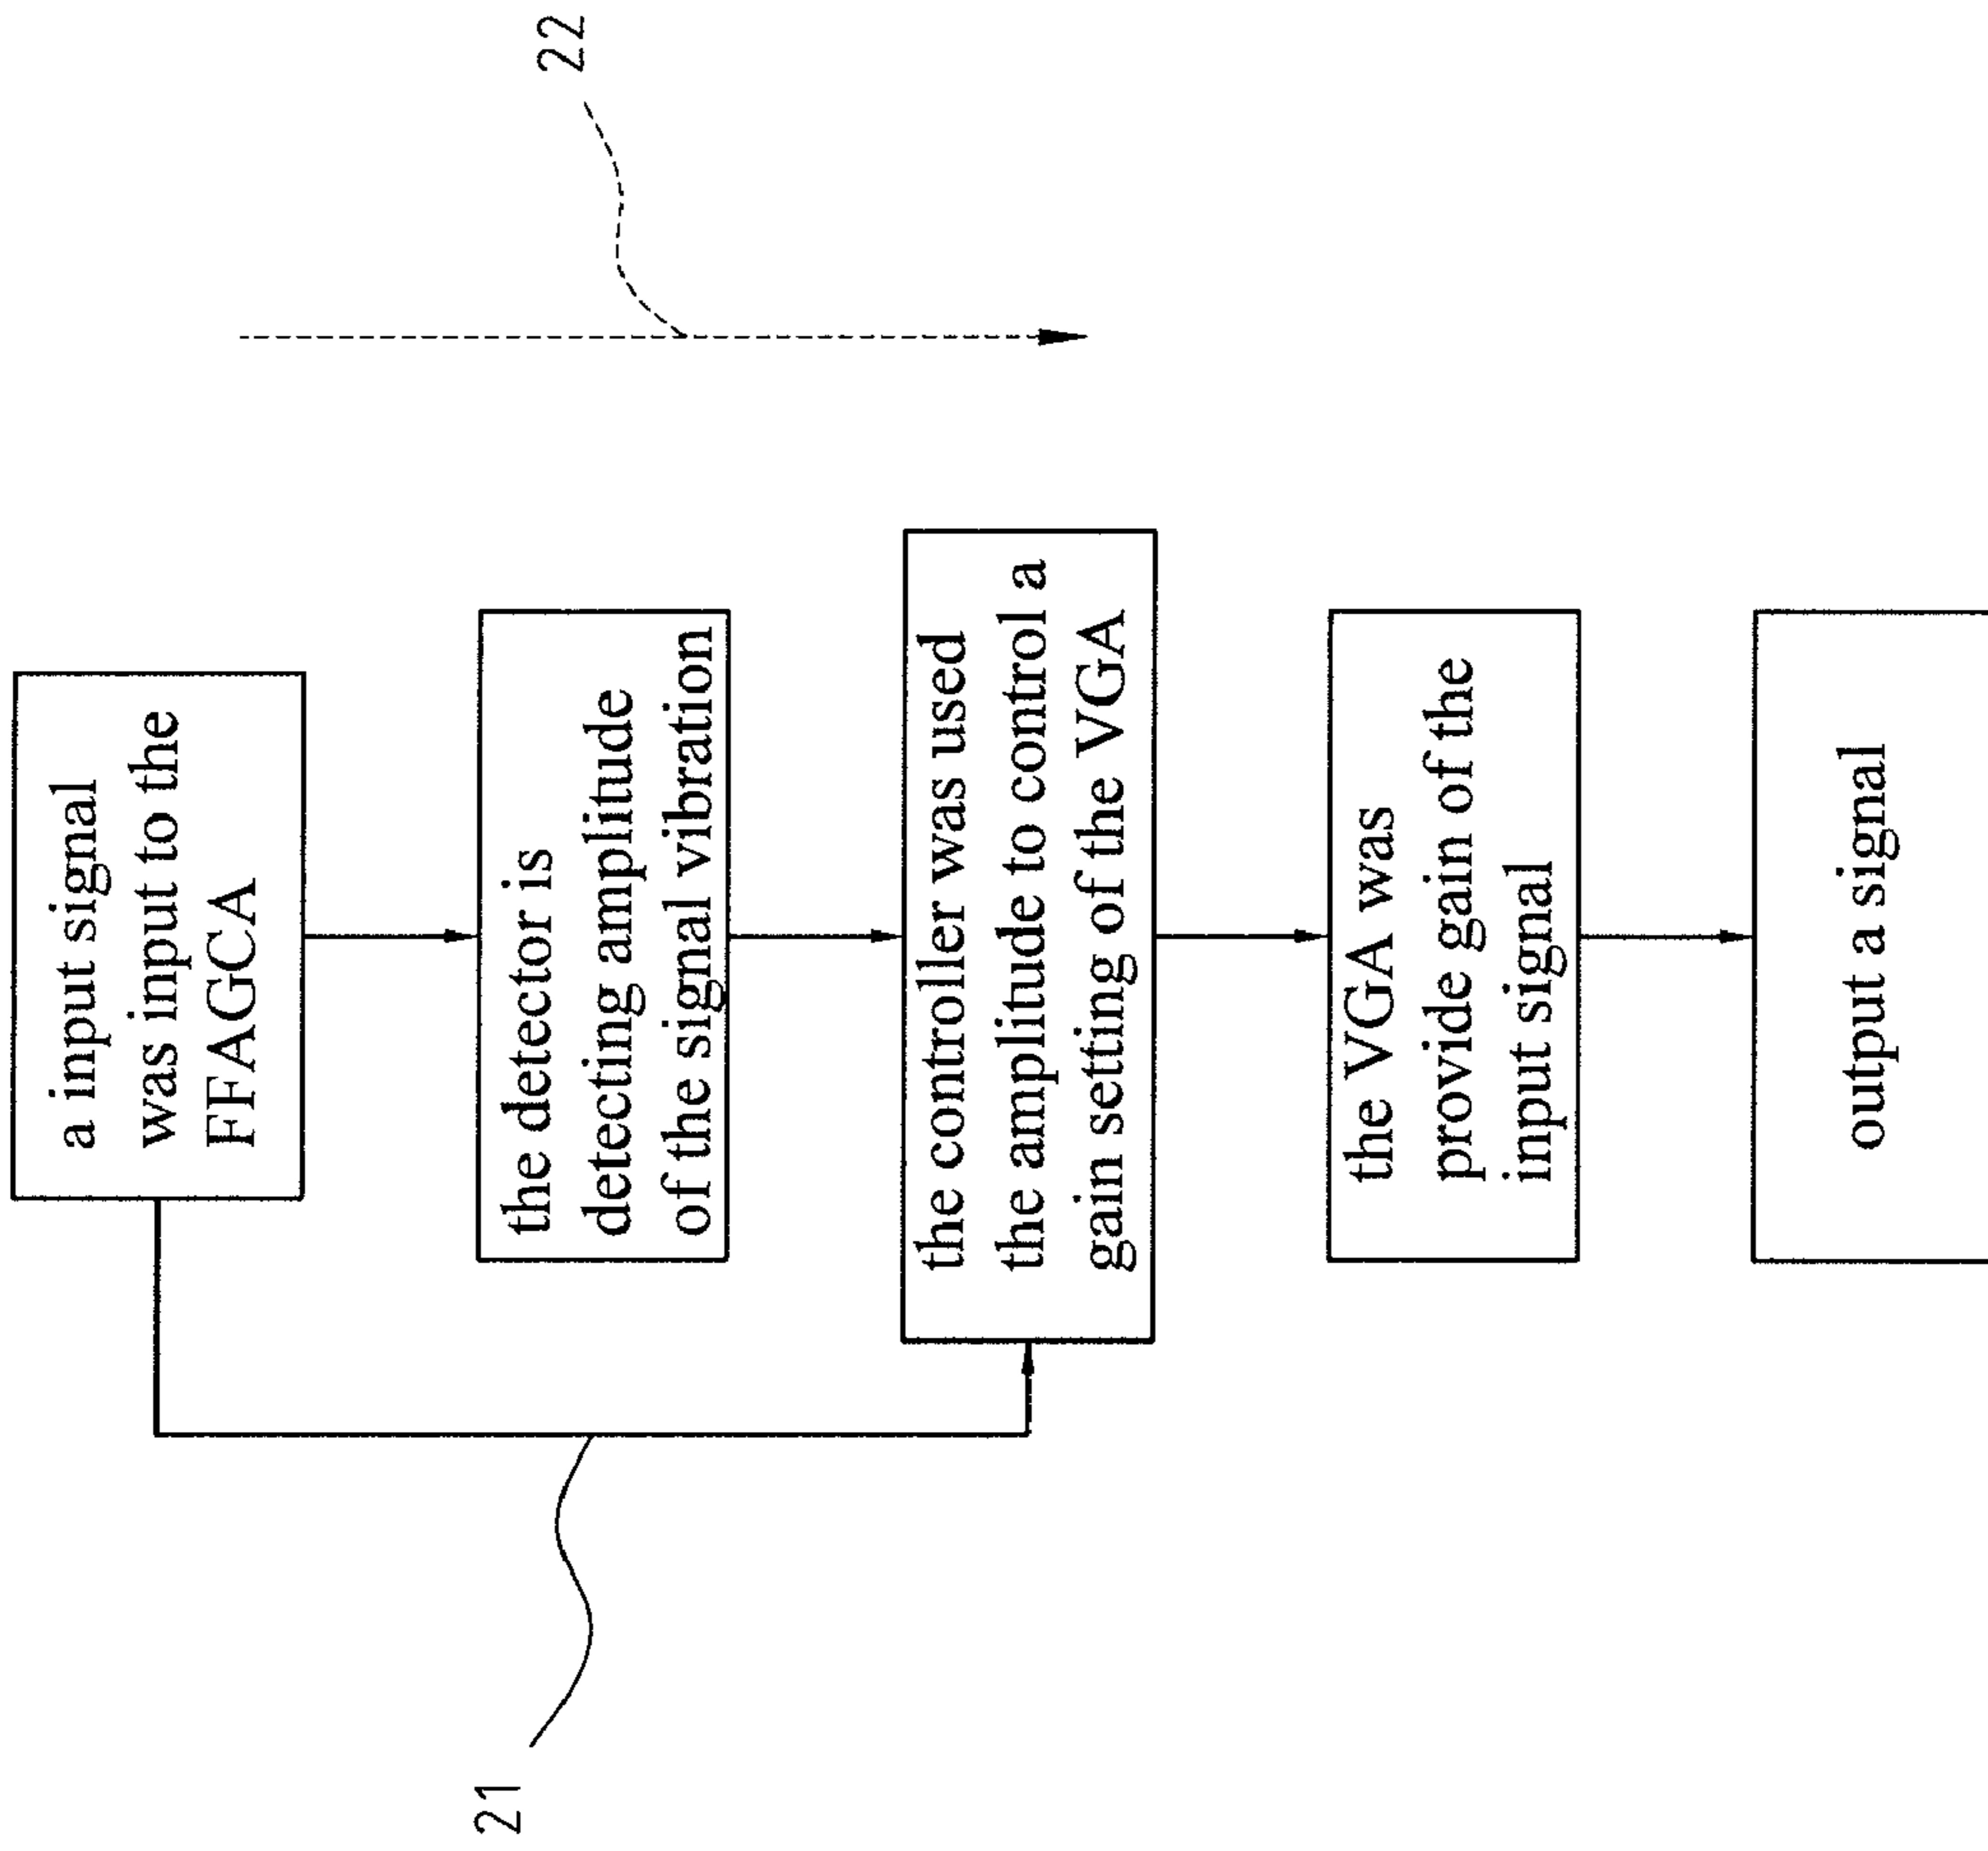 22
a input signal
was input to the
FFAGCA
the detector is
detecting ampiltude
of the signal vibration
the controller was used
the amplitude to control a
gain setting of the VGA
the VGA was
provide gain of the
input signal
output a signal
21